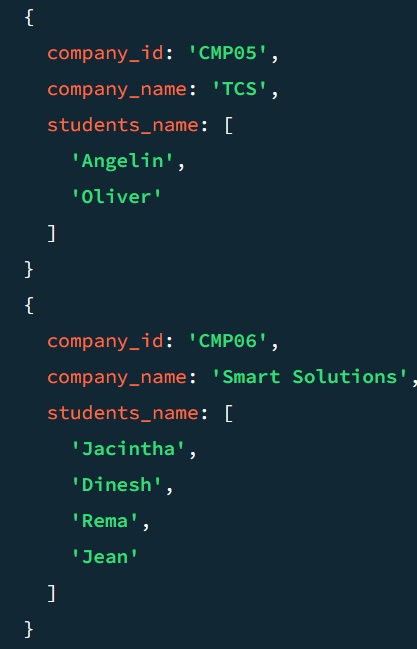 {
company_id: 'CMP05',
company_name: 'TCS',
students_name: [
'Angelin',
'Oliver'
]
}
{
company_id: 'CMP06',
company_name: 'Smart Solutions',
students_name: [
'Jacintha',
'Dinesh',
'Rema',
'Jean'
]
}